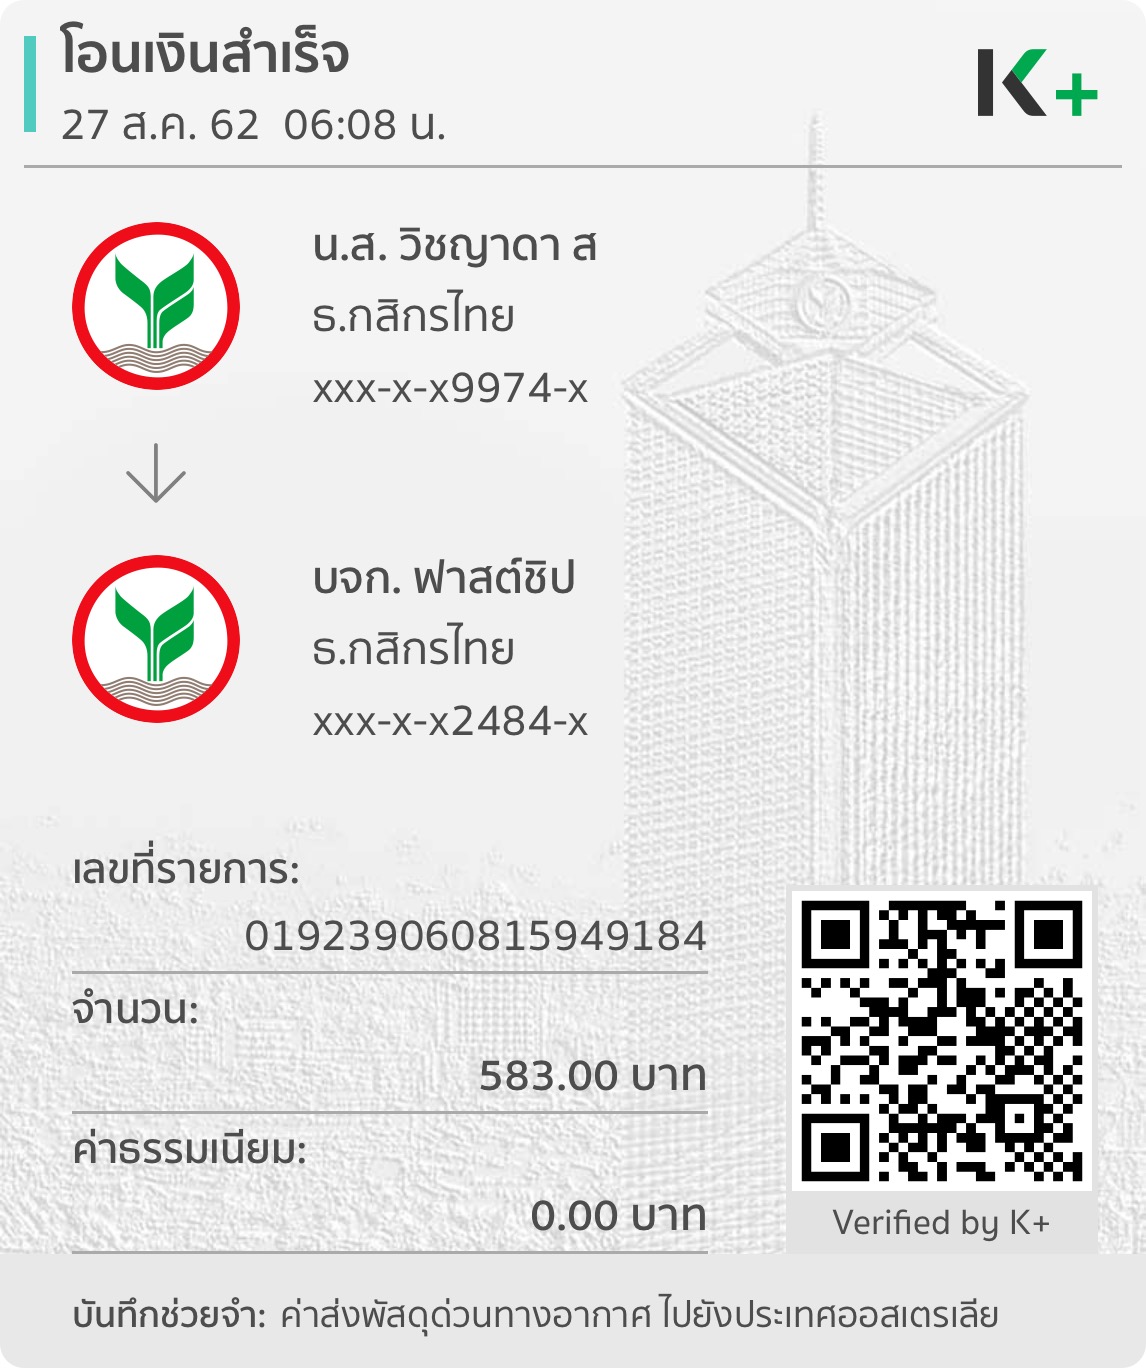 โอนเงินสำเร็จ
27 ส.ค. 62 06:08 น.
K+
น.ส. วิชญาดา ส
ธ.กสิกรไทย
xxx-x-x9974-x
บจก. ฟาสต์ชิป
ธ.กสิกรไทย
xxx-x-x2484-x
เลขที่รายการ:
019239060815949184
จำนวน:
583.00 บาท
ค่าธรรมเนียม:
0.00 บาท
Verified by K+
บันทึกช่วยจำ: ค่าส่งพัสดุด่วนทางอากาศ ไปยังประเทศออสเตรเลีย